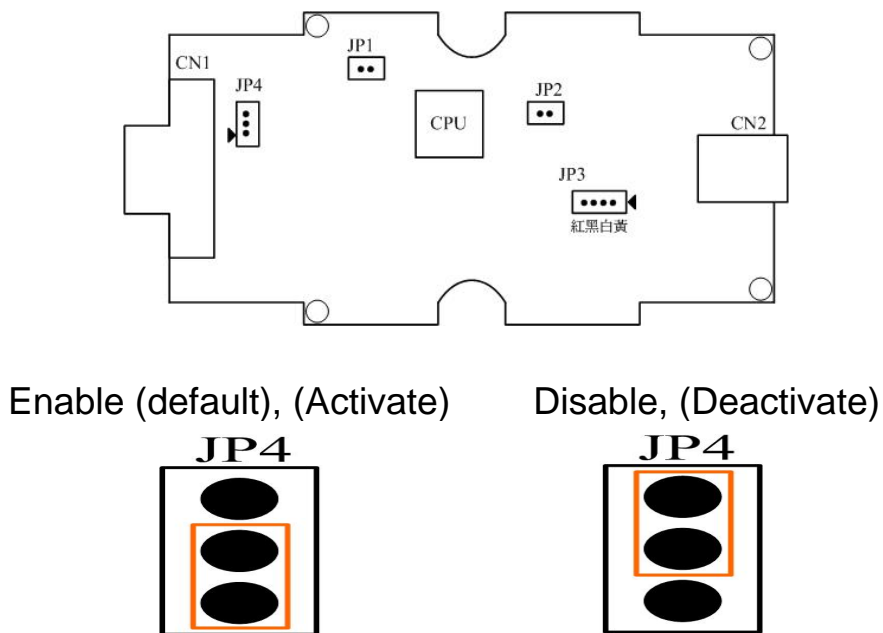 JP1
CN1
JP4
JP2
CPU
CN2
JP3
紅黑白黃
Enable (default), (Activate)
Disable, (Deactivate)
JP4
JP4